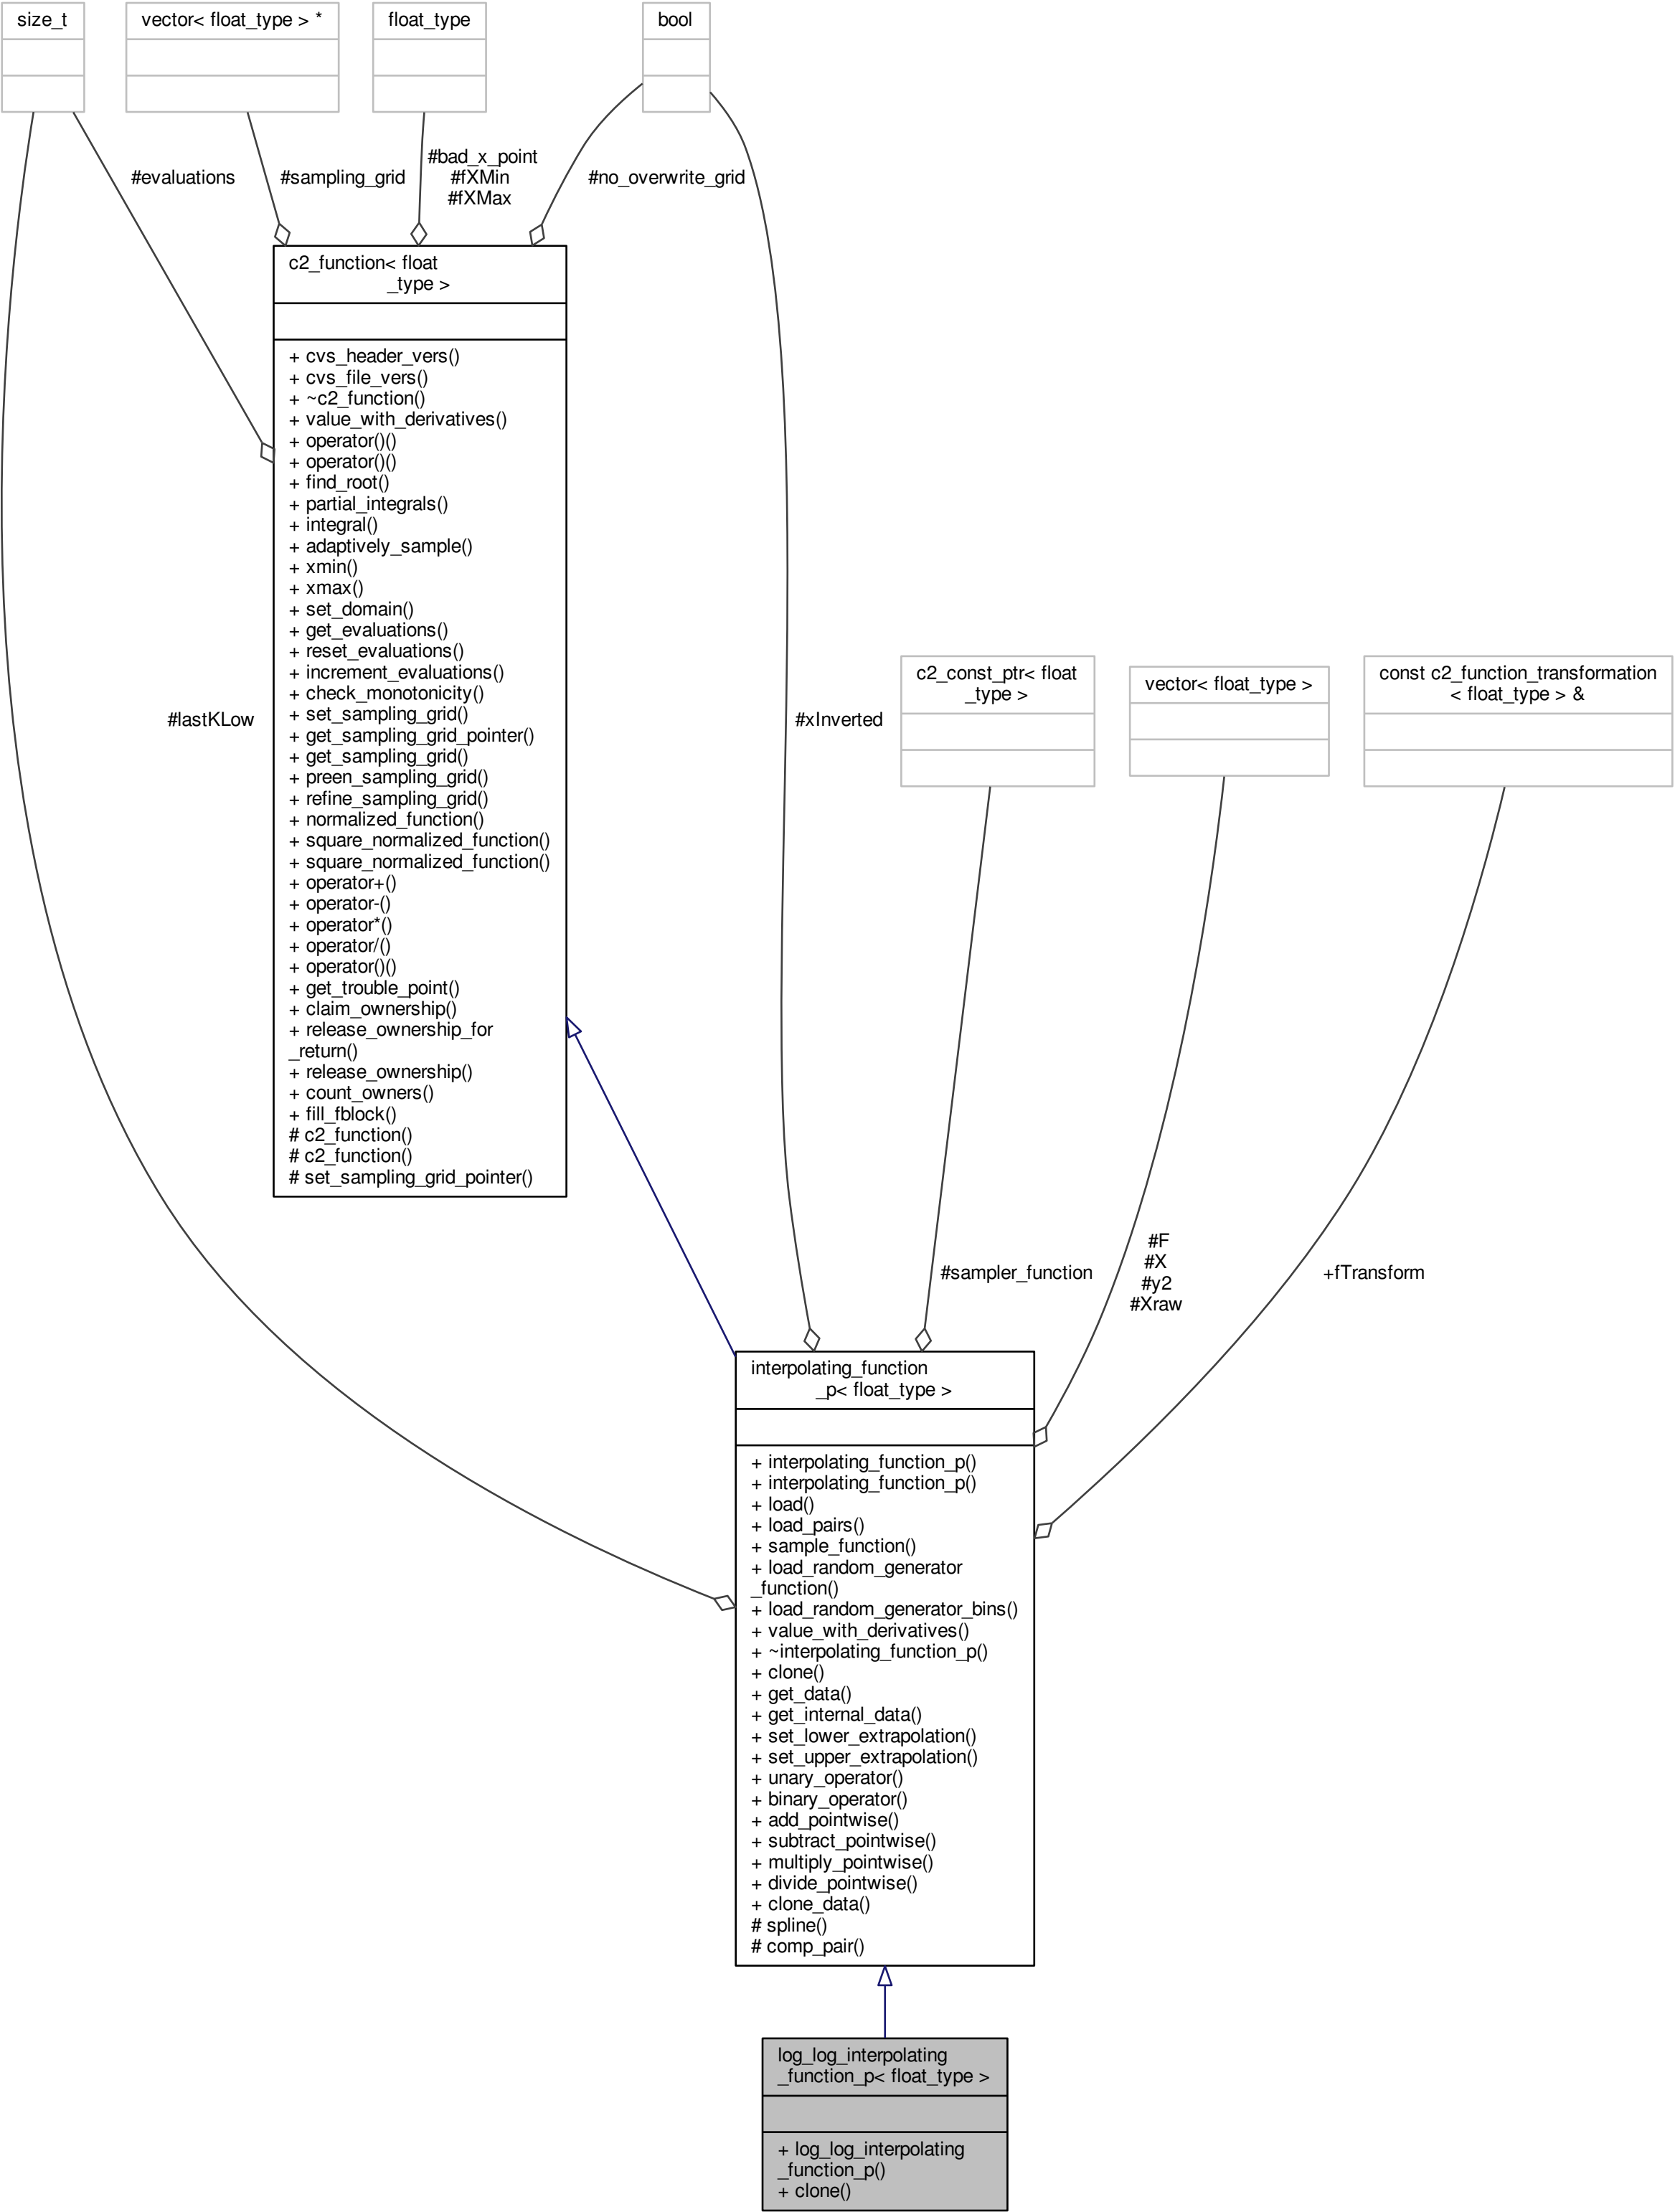 size_t
vector< float_type > *
float_type
bool
#evaluations
#sampling_grid
#bad_x_point
#fXMin
#fXMax
#no_overwrite_grid
c2_function< float
_type >
+ cvs_header_vers()
+ cvs_file_vers()
+ ~c2_function()
+ value_with_derivatives()
+ operator()()
+ operator()()
+ find_root()
+ partial_integrals()
+ integral()
+ adaptively_sample()
+ xmin()
+ xmax()
+ set_domain()
+ get_evaluations()
+ reset_evaluations()
+ increment_evaluations()
+ check_monotonicity()
+ set_sampling_grid()
+ get_sampling_grid_pointer()
+ get_sampling_grid()
+ preen_sampling_grid()
+ refine_sampling_grid()
+ normalized_function()
+ square_normalized_function()
+ square_normalized_function()
+ operator+()
+ operator-()
+ operator*()
+ operator/()
+ operator()()
+ get_trouble_point()
+ claim_ownership()
+ release_ownership_for
_return()
+ release_ownership()
+ count_owners()
+ fill_fblock()
# c2_function()
# c2_function()
# set_sampling_grid_pointer()
#lastKLow
#xInverted
c2_const_ptr< float
_type >
vector< float_type >
const c2_function_transformation
< float_type > &
#sampler_function
#F
#X
#y2
#Xraw
+fTransform
interpolating_function
_p< float_type >
+ interpolating_function_p()
+ interpolating_function_p()
+ load()
+ load_pairs()
+ sample_function()
+ load_random_generator
_function()
+ load_random_generator_bins()
+ value_with_derivatives()
+ ~interpolating_function_p()
+ clone()
+ get_data()
+ get_internal_data()
+ set_lower_extrapolation()
+ set_upper_extrapolation()
+ unary_operator()
+ binary_operator()
+ add_pointwise()
+ subtract_pointwise()
+ multiply_pointwise()
+ divide_pointwise()
+ clone_data()
# spline()
# comp_pair()
log_log_interpolating
_function_p< float_type >
+ log_log_interpolating
_function_p()
+ clone()